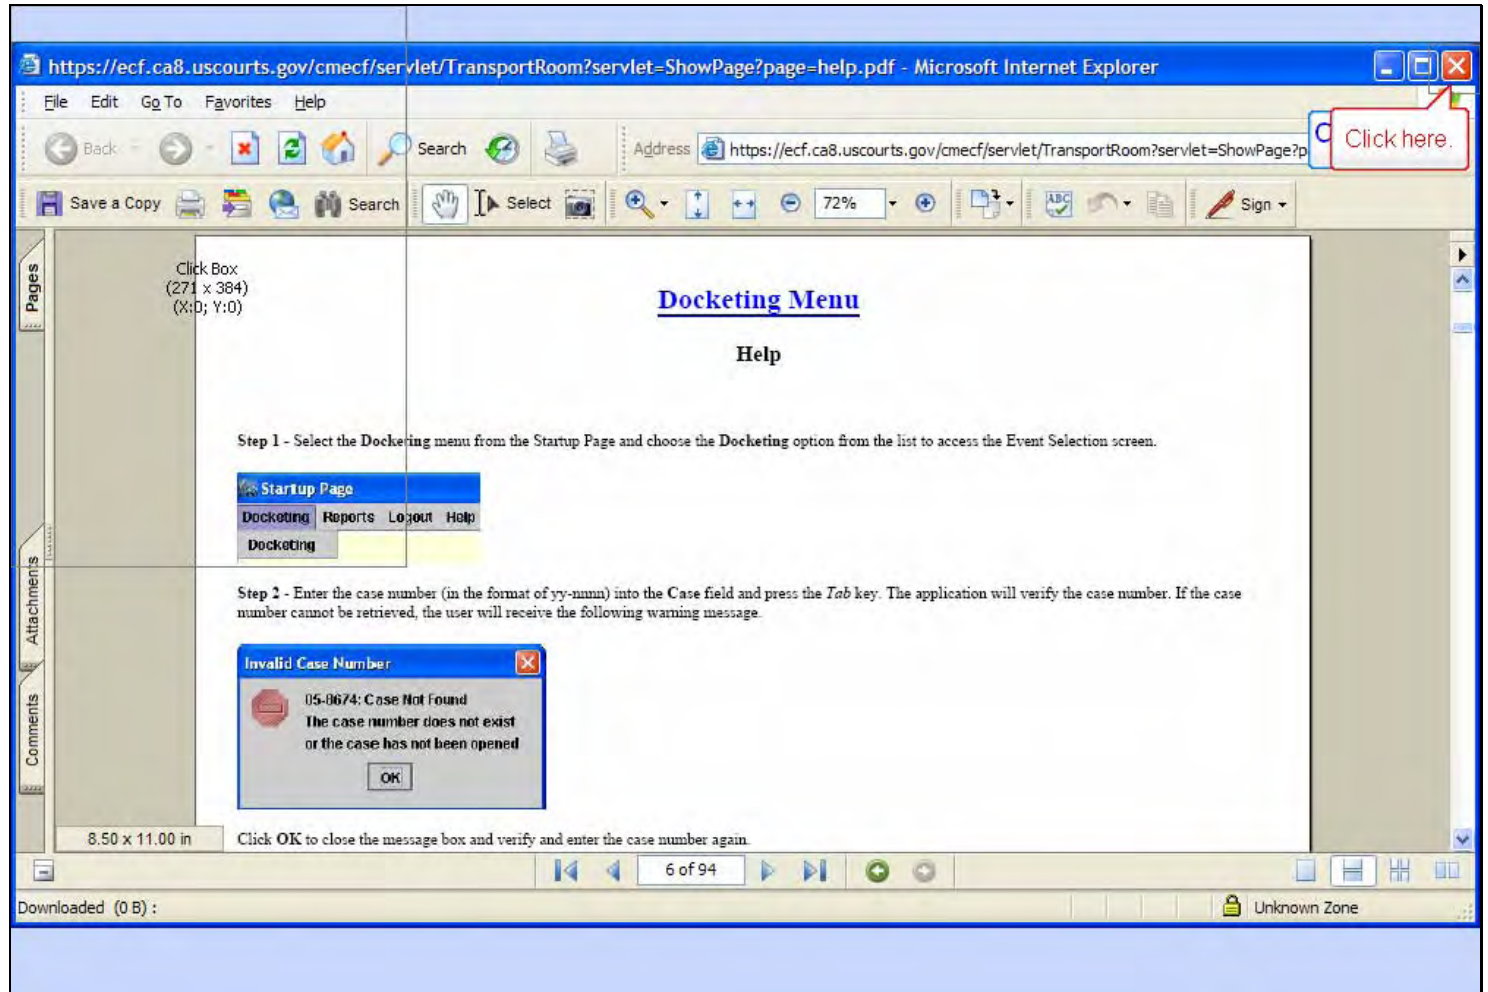 https://ecf.ca8.uscourts.gov/cmecf/servlet/TransportRoom?servlet=ShowPage?page=help.pdf - Microsoft Internet Explorer
File Edit Go To Favorites Help
Back Search Address https://ecf.ca8.uscourts.gov/cmecf/servlet/TransportRoom?servlet=ShowPage?p
C
Click here.
Save a Copy Search Select 72% ABC Sign
Pages
Click Box
(271 x 384)
(X:0; Y:0)
Docketing Menu
Help
Step 1 - Select the Docketing menu from the Startup Page and choose the Docketing option from the list to access the Event Selection screen.
Startup Page
Docketing Reports Logout Help
Docketing
Attachments
Step 2 - Enter the case number (in the format of yy-nnnn) into the Case field and press the Tab key. The application will verify the case number. If the case
number cannot be retrieved, the user will receive the following warning message.
Invalid Case Number
05-8674: Case Not Found
The case number does not exist
or the case has not been opened
OK
Comments
8.50 x 11.00 in
Click OK to close the message box and verify and enter the case number again.
6 of 94
Downloaded (0 B) :
Unknown Zone